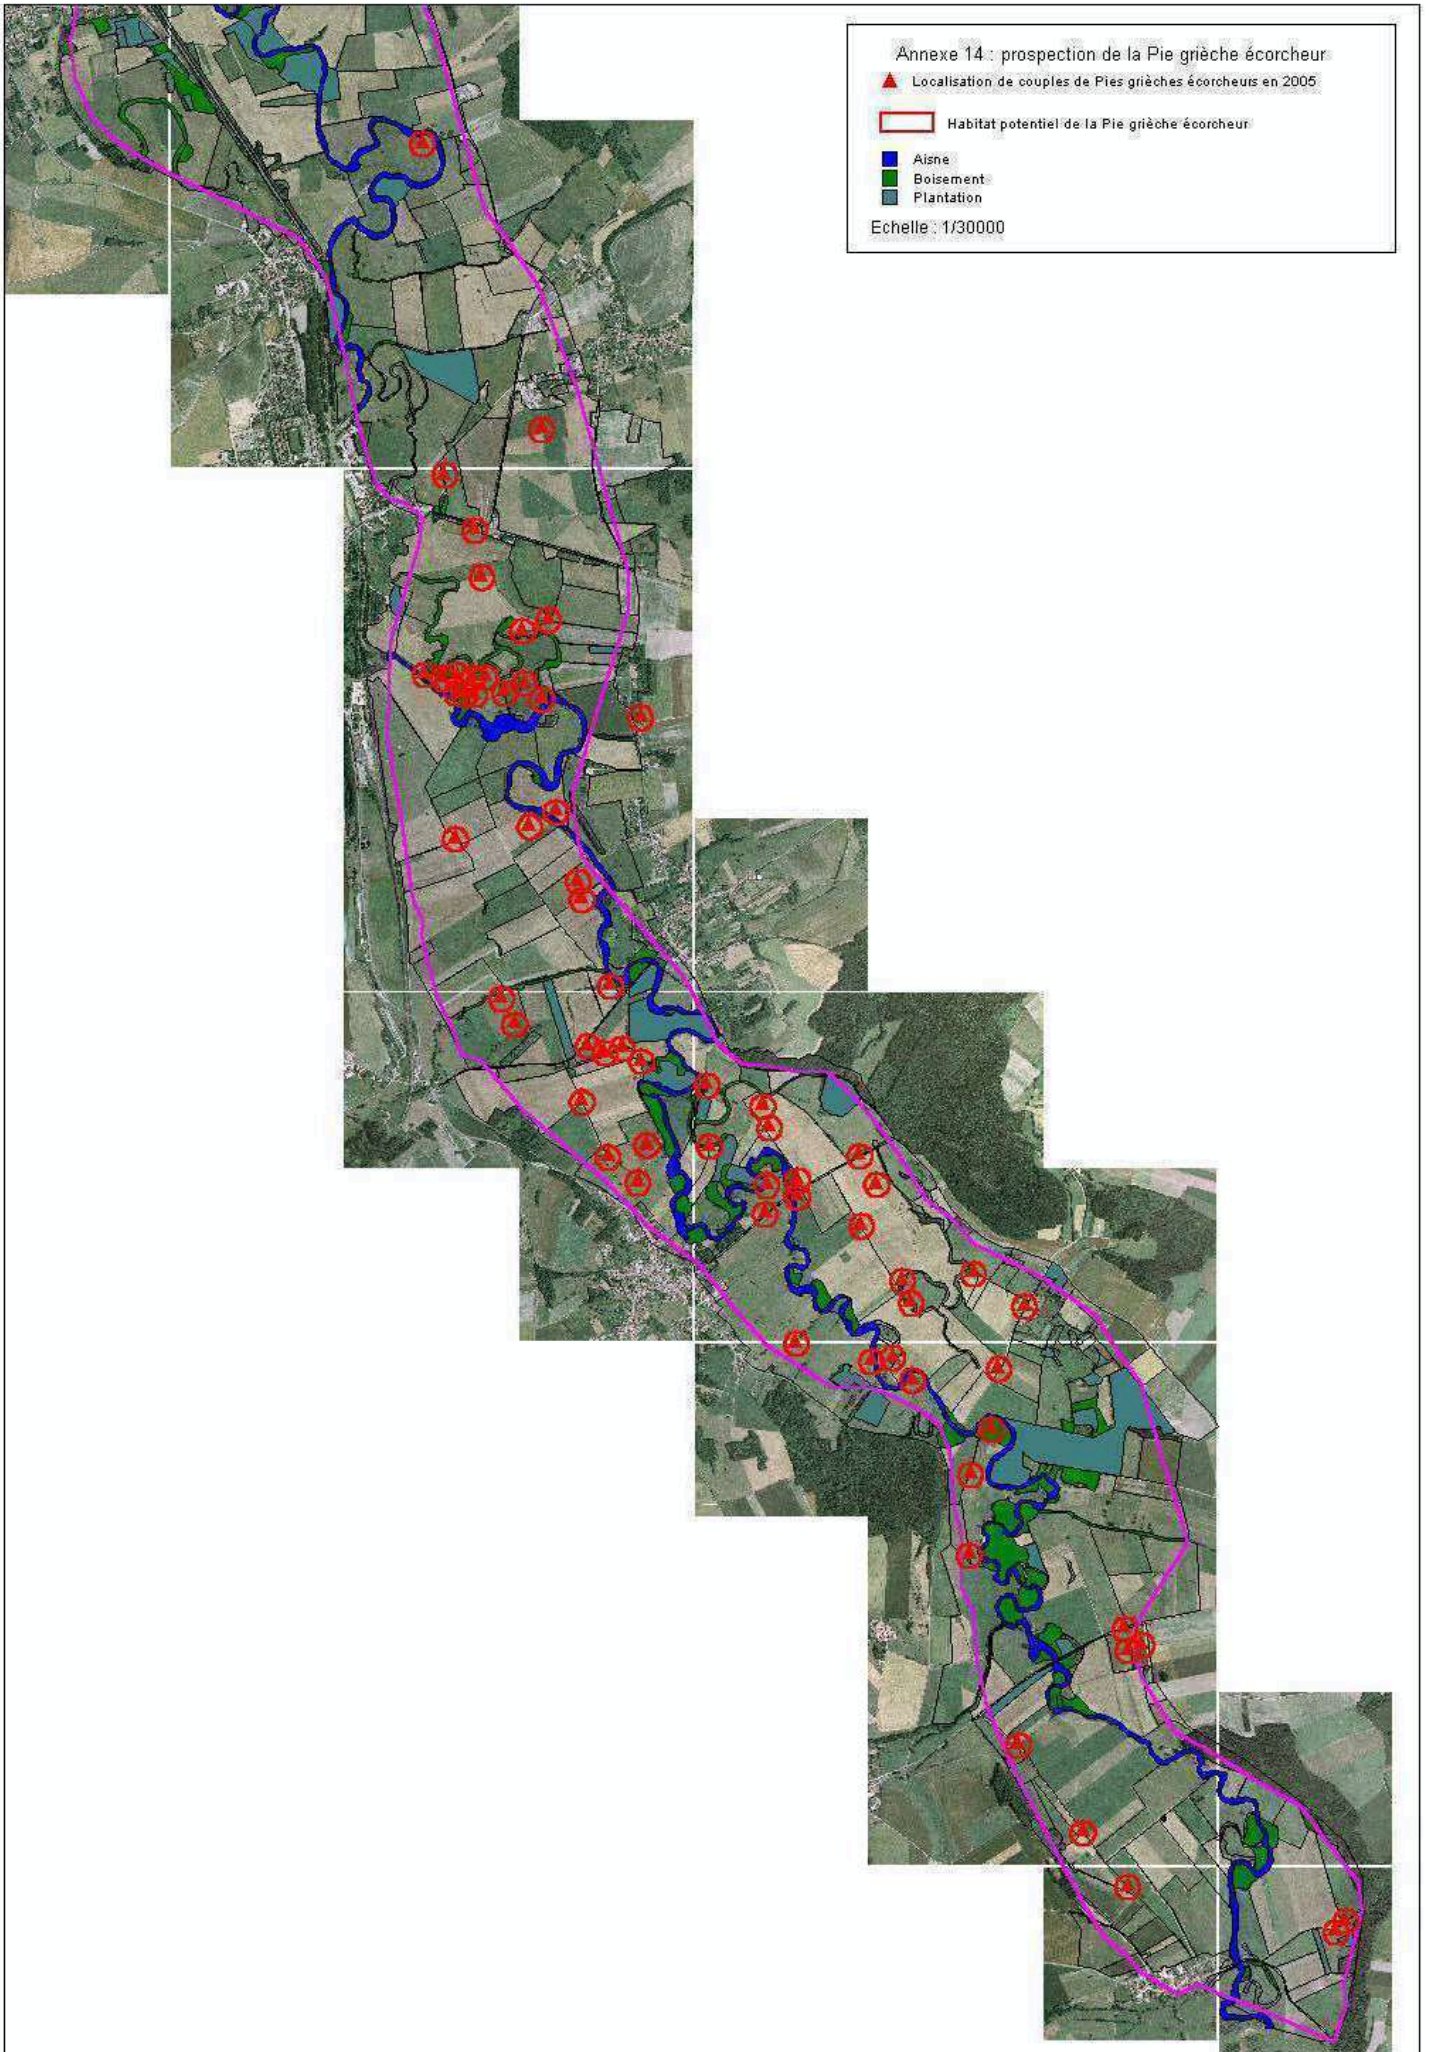 Annexe 14 : prospection de la Pie grièche écorcheur
Localisation de couples de Pies grièches écorcheurs en 2005
Habitat potentiel de la Pie grièche écorcheur
Aisne
Boisement
Plantation
Echelle : 1/30000